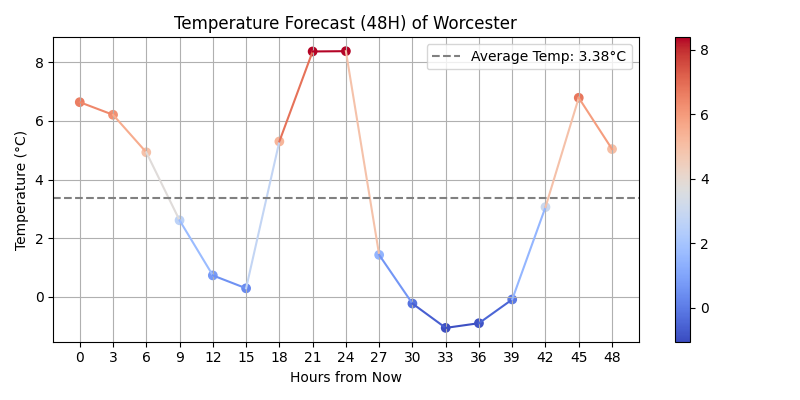 Temperature Forecast (48H) of Worcester
Average Temp: 3.38°C
Temperature (°C)
8
6
4
2
0
0 3 6 9 12 15 18 21 24 27 30 33 36 39 42 45 48
Hours from Now
8
6
4
2
0